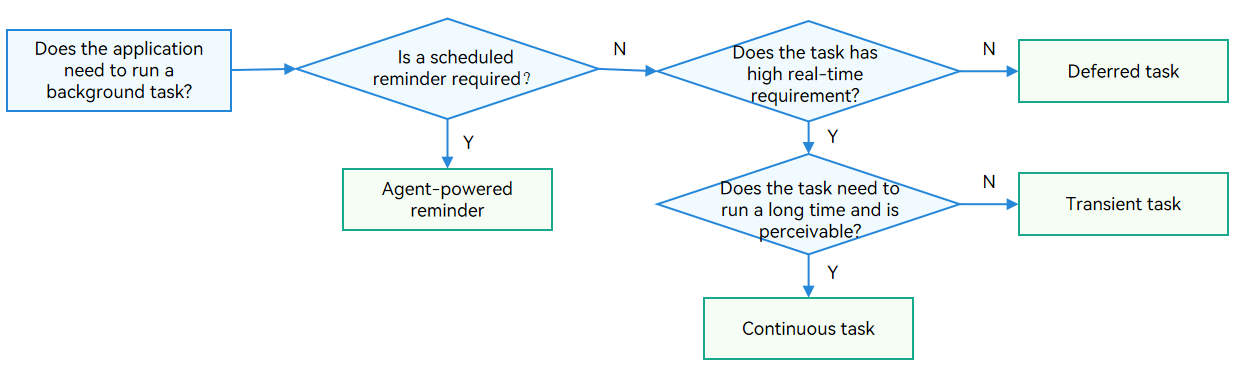 Does the application
need to run a
background task?
Is a scheduled
reminder required?
N
Does the task has
high real-time
requirement?
N
Deferred task
Y
Agent-powered
reminder
Y
Does the task need to
run a long time and is
perceivable?
N
Transient task
Y
Continuous task